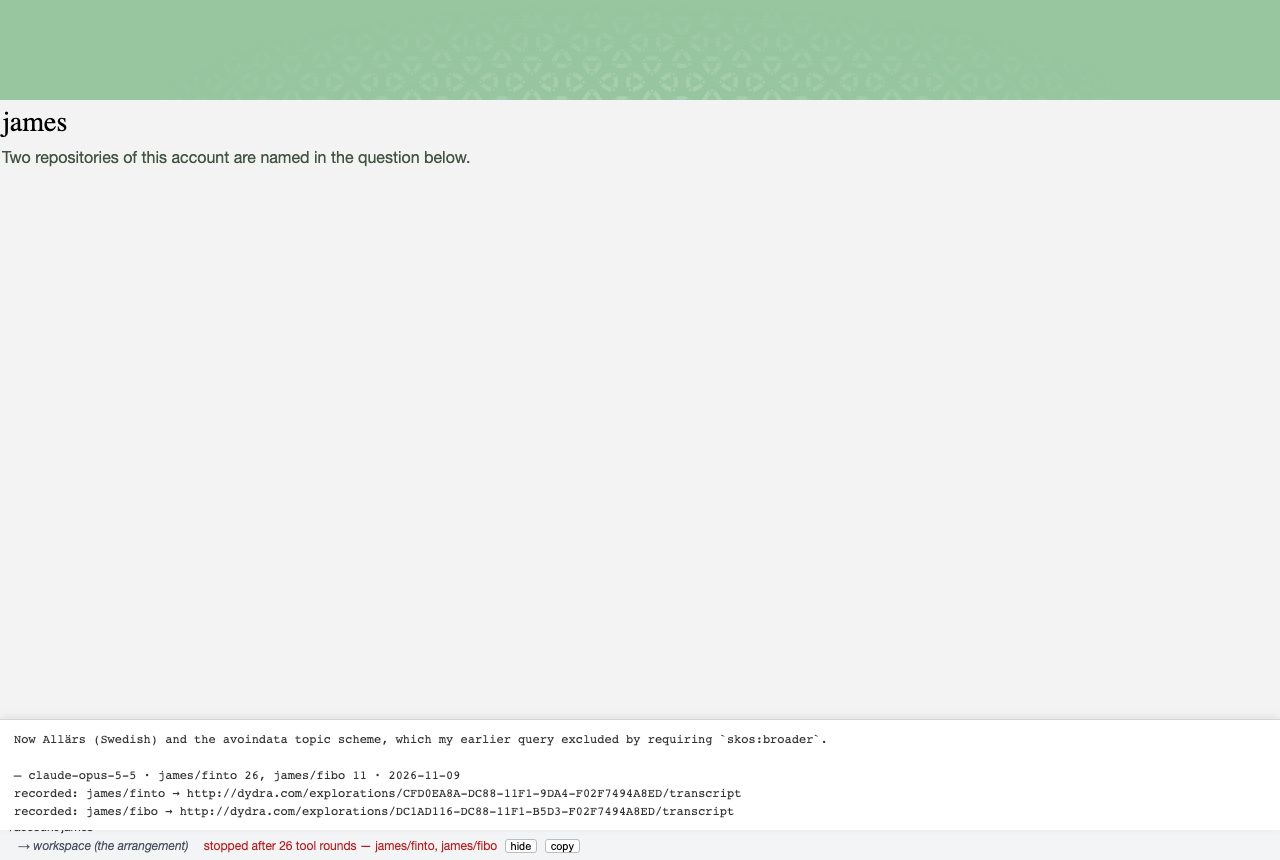 james
Two repositories of this account are named in the question below.
Now Allärs (Swedish) and the avoindata topic scheme, which my earlier query excluded by requiring `skos:broader`.
— claude-opus-5-5 · james/finto 26, james/fibo 11 · 2026-11-09
recorded: james/finto → http://dydra.com/explorations/CFD0EA8A-DC88-11F1-9DA4-F02F7494A8ED/transcript
recorded: james/fibo → http://dydra.com/explorations/DC1AD116-DC88-11F1-B5D3-F02F7494A8ED/transcript
→ workspace (the arrangement) stopped after 26 tool rounds — james/finto, james/fibo hide copy